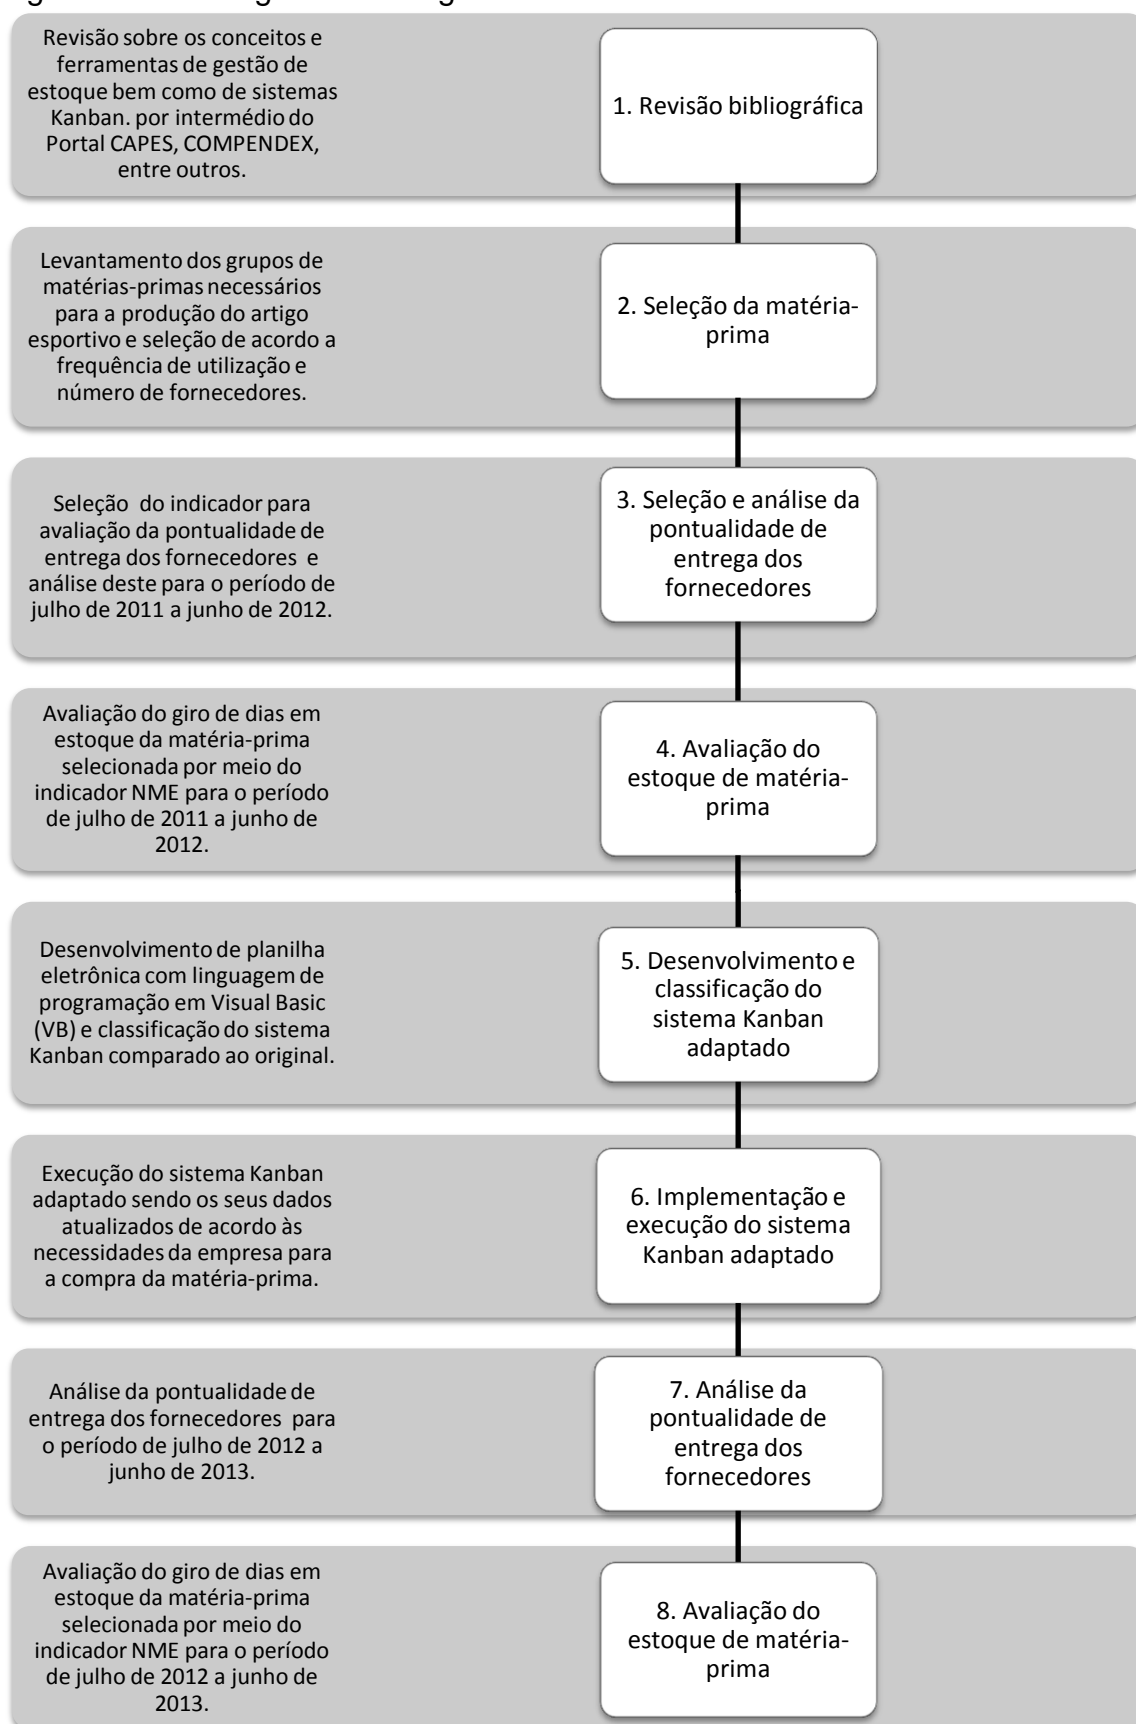 Revisão sobre os conceitos e
ferramentas de gestão de
estoque bem como de sistemas
Kanban. por intermédio do
Portal CAPES, COMPENDEX,
entre outros.
1. Revisão bibliográfica
Levantamento dos grupos de
matérias-primas necessários
para a produção do artigo
esportivo e seleção de acordo a
frequência de utilização e
número de fornecedores.
2. Seleção da matéria-
prima
Seleção do indicador para
avaliação da pontualidade de
entrega dos fornecedores e
análise deste para o período de
julho de 2011 a junho de 2012.
3. Seleção e análise da
pontualidade de
entrega dos
fornecedores
Avaliação do giro de dias em
estoque da matéria-prima
selecionada por meio do
indicador NME para o período
de julho de 2011 a junho de
2012.
4. Avaliação do
estoque de matéria-
prima
Desenvolvimento de planilha
eletrônica com linguagem de
programação em Visual Basic
(VB) e classificação do sistema
Kanban comparado ao original.
5. Desenvolvimento e
classificação do
sistema Kanban
adaptado
Execução do sistema Kanban
adaptado sendo os seus dados
atualizados de acordo às
necessidades da empresa para
a compra da matéria-prima.
6. Implementação e
execução do sistema
Kanban adaptado
Análise da pontualidade de
entrega dos fornecedores para
o período de julho de 2012 a
junho de 2013.
7. Análise da
pontualidade de
entrega dos
fornecedores
Avaliação do giro de dias em
estoque da matéria-prima
selecionada por meio do
indicador NME para o período
de julho de 2012 a junho de
2013.
8. Avaliação do
estoque de matéria-
prima